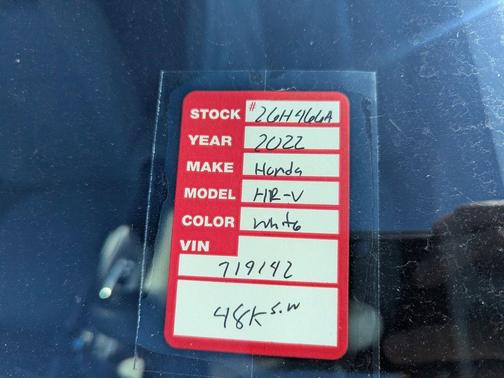 STOCK # 26H466A
YEAR 2022
MAKE Honda
MODEL HR-V
COLOR White
VIN
719142
48K S.W